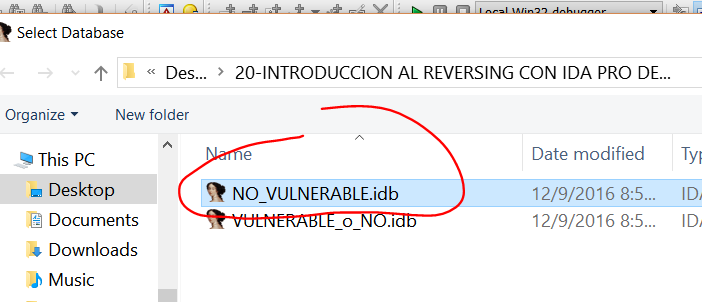 Local Win32 debugger
Select Database
« Des... > 20-INTRODUCCION AL REVERSING CON IDA PRO DE...
Organize New folder
This PC
Desktop
Documents
Downloads
Music
Name Date modified
NO_VULNERABLE.idb 12/9/2016 8:5... IDA
VULNERABLE_o_NO.idb 12/9/2016 8:5...